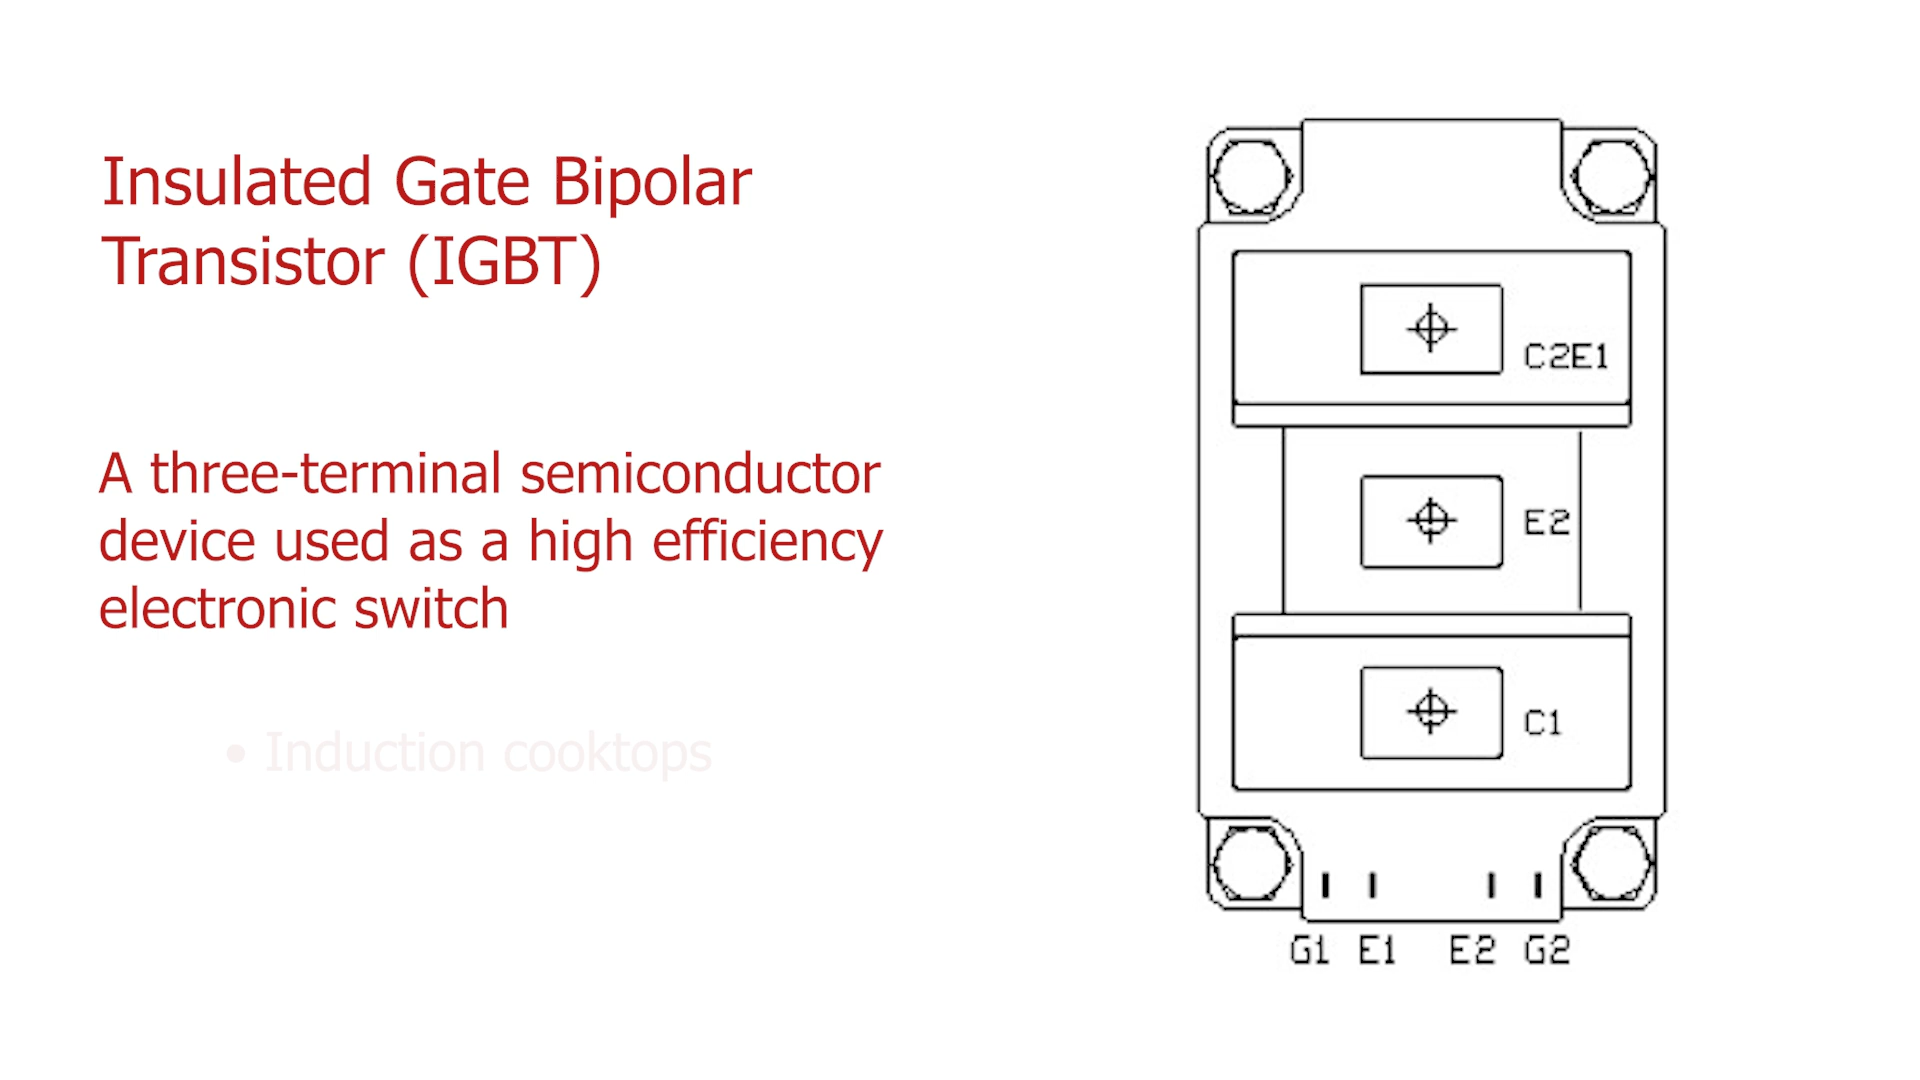 Insulated Gate Bipolar
Transistor (IGBT)
A three-terminal semiconductor
device used as a high efficiency
electronic switch
• Induction cooktops
C2E1
E2
C1
G1 E1 E2 G2